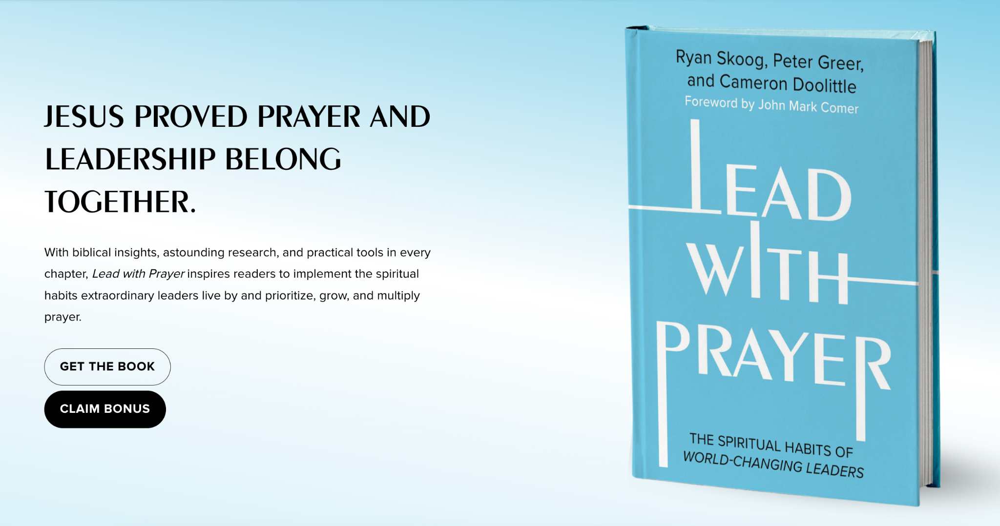 JESUS PROVED PRAYER AND
LEADERSHIP BELONG
TOGETHER.
With biblical insights, astounding research, and practical tools in every
chapter, Lead with Prayer inspires readers to implement the spiritual
habits extraordinary leaders live by and prioritize, grow, and multiply
prayer.
GET THE BOOK
CLAIM BONUS
Ryan Skoog, Peter Greer,
and Cameron Doolittle
Foreword by John Mark Comer
LEAD
WITH
PRAYER
THE SPIRITUAL HABITS OF
WORLD-CHANGING LEADERS